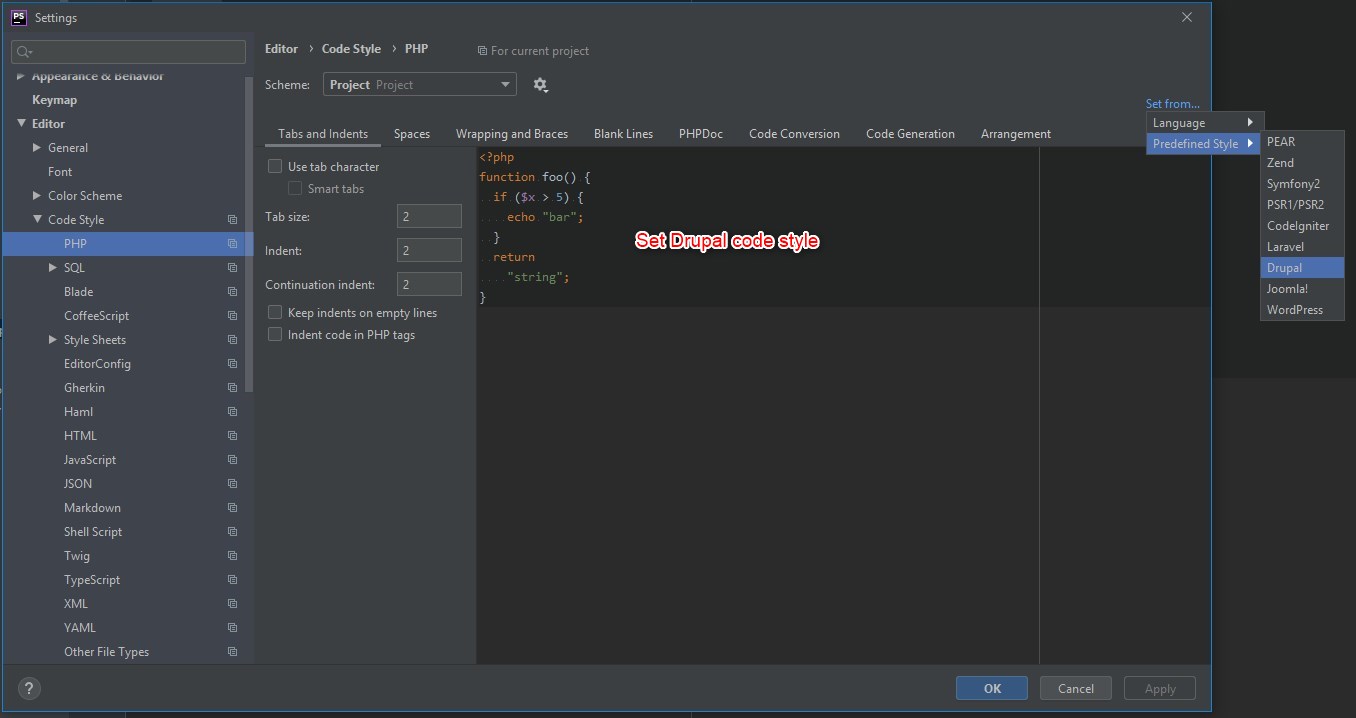 PS Settings
Editor › Code Style › PHP For current project
Scheme: Project Project
Set from...
Language
Predefined Style
PEAR
Zend
Symfony2
PSR1/PSR2
CodeIgniter
Laravel
Drupal
Joomla!
WordPress
Appearance & Behavior
Keymap
Editor
General
Font
Color Scheme
Code Style
PHP
SQL
Blade
CoffeeScript
Style Sheets
EditorConfig
Gherkin
Haml
HTML
JavaScript
JSON
Markdown
Shell Script
Twig
TypeScript
XML
YAML
Other File Types
Tabs and Indents Spaces Wrapping and Braces Blank Lines PHPDoc Code Conversion Code Generation Arrangement
Use tab character
Smart tabs
Tab size: 2
Indent: 2
Continuation indent: 2
Keep indents on empty lines
Indent code in PHP tags
<?php
function foo() {
..if ($x > 5) {
....echo "bar";
..}
..return
...."string";
}
Set Drupal code style
? OK Cancel Apply